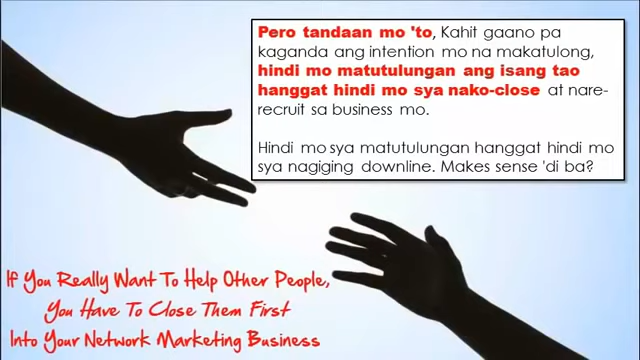 Pero tandaan mo 'to, Kahit gaano pa
kaganda ang intention mo na makatulong,
hindi mo matutulungan ang isang tao
hanggat hindi mo sya nako-close at nare-
recruit sa business mo.
Hindi mo sya matutulungan hanggat hindi mo
sya nagiging downline. Makes sense 'di ba?
If You Really Want To Help Other People,
You Have To Close Them First
Into Your Network Marketing Business